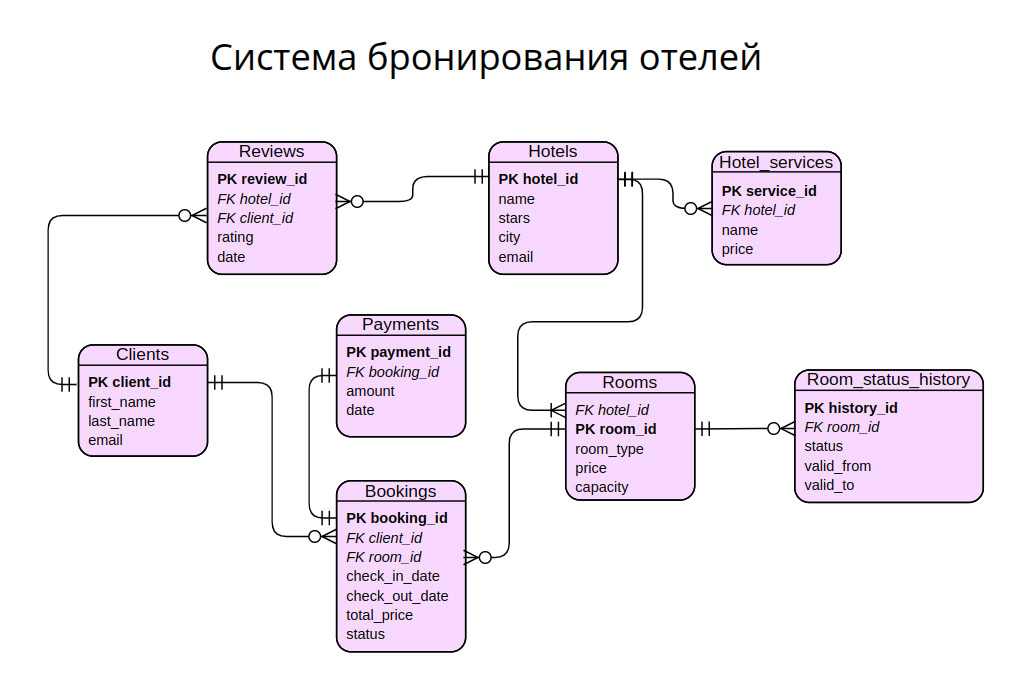 Система бронирования отелей
Reviews
PK review_id
FK hotel_id
FK client_id
rating
date
Hotels
PK hotel_id
name
stars
city
email
Hotel_services
PK service_id
FK hotel_id
name
price
Clients
PK client_id
first_name
last_name
email
Payments
PK payment_id
FK booking_id
amount
date
Rooms
FK hotel_id
PK room_id
room_type
price
capacity
Room_status_history
PK history_id
FK room_id
status
valid_from
valid_to
Bookings
PK booking_id
FK client_id
FK room_id
check_in_date
check_out_date
total_price
status